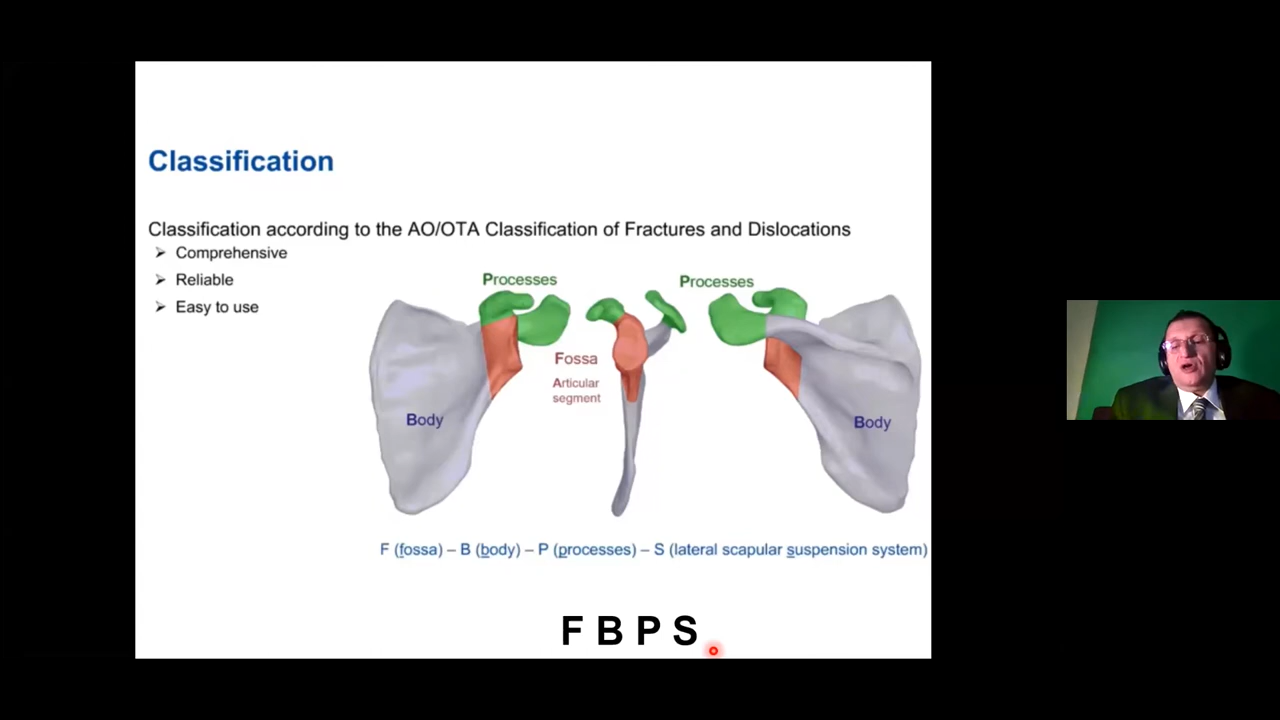 Classification
Classification according to the AO/OTA Classification of Fractures and Dislocations
➢ Comprehensive
➢ Reliable
➢ Easy to use
Processes
Processes
Fossa
Articular
segment
Body
Body
F (fossa) – B (body) – P (processes) – S (lateral scapular suspension system)
F B P S